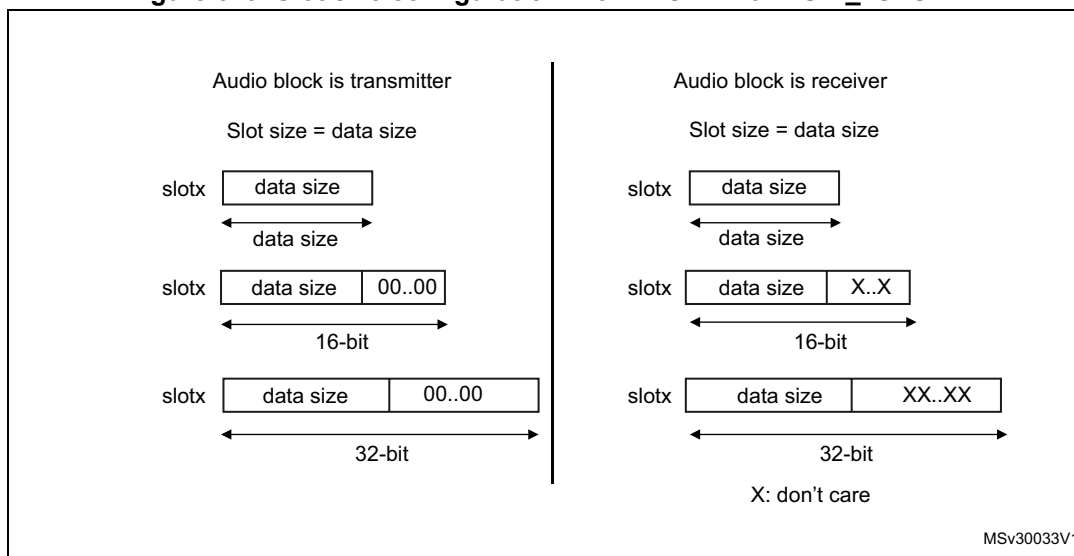 Audio block is transmitter
Slot size = data size
slotx data size
data size
slotx data size 00..00
16-bit
slotx data size 00..00
32-bit
Audio block is receiver
Slot size = data size
slotx data size
data size
slotx data size X..X
16-bit
slotx data size XX..XX
32-bit
X: don't care
MSv30033V1